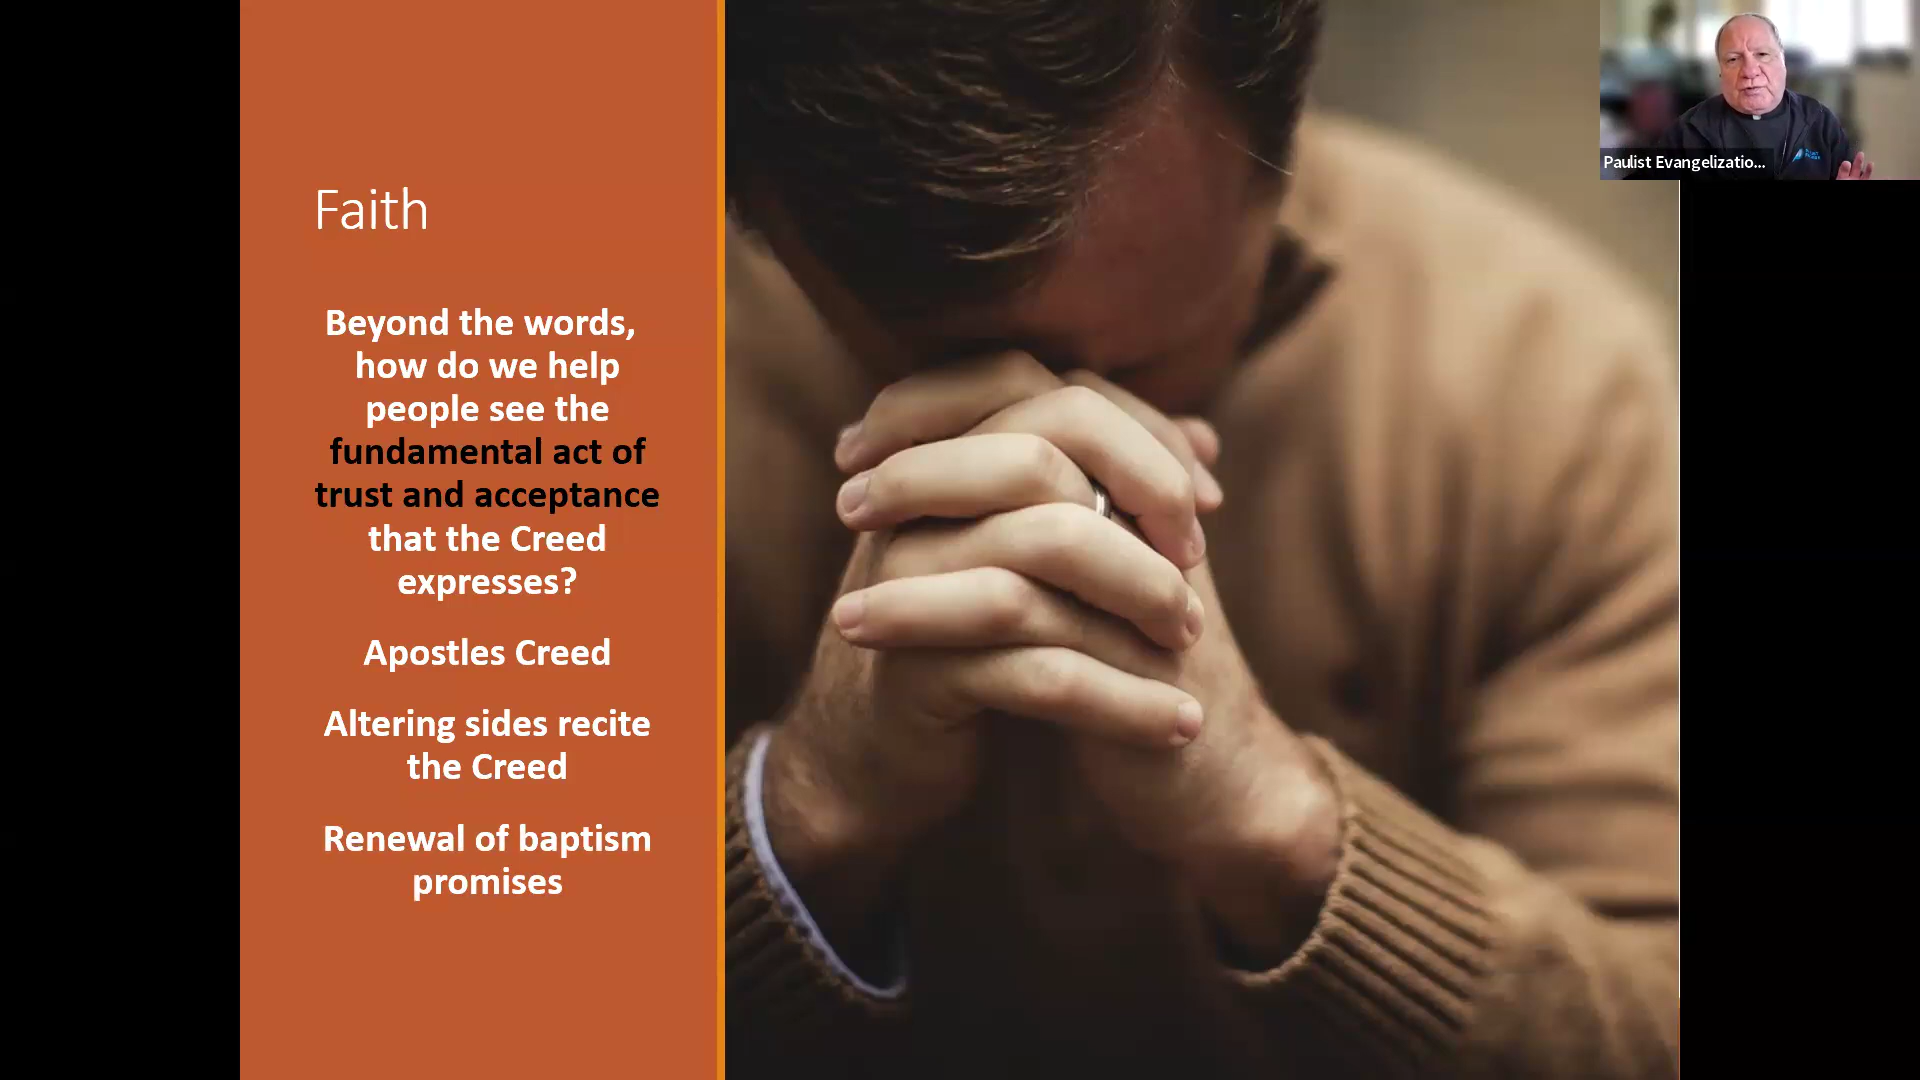 Faith
Beyond the words,
how do we help
people see the
fundamental act of
trust and acceptance
that the Creed
expresses?
Apostles Creed
Altering sides recite
the Creed
Renewal of baptism
promises
Paulist Evangelizatio...